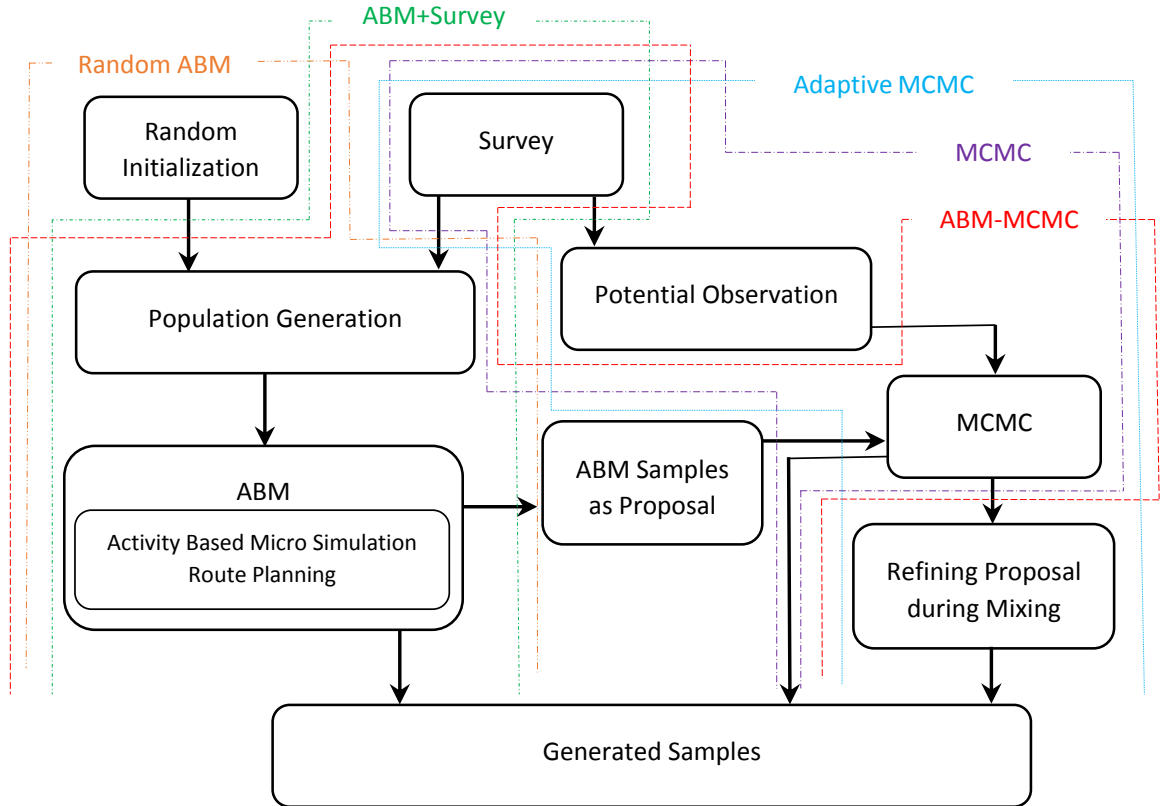 ABM+Survey
Random ABM
Adaptive MCMC
Random
Initialization
Survey
MCMC
ABM-MCMC
Population Generation
Potential Observation
MCMC
ABM
Activity Based Micro Simulation
Route Planning
ABM Samples
as Proposal
Refining Proposal
during Mixing
Generated Samples